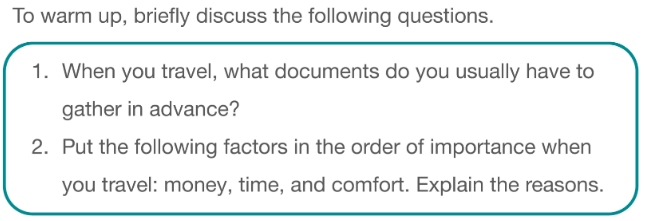 To warm up, briefly discuss the following questions.
1. When you travel, what documents do you usually have to
gather in advance?
2. Put the following factors in the order of importance when
you travel: money, time, and comfort. Explain the reasons.